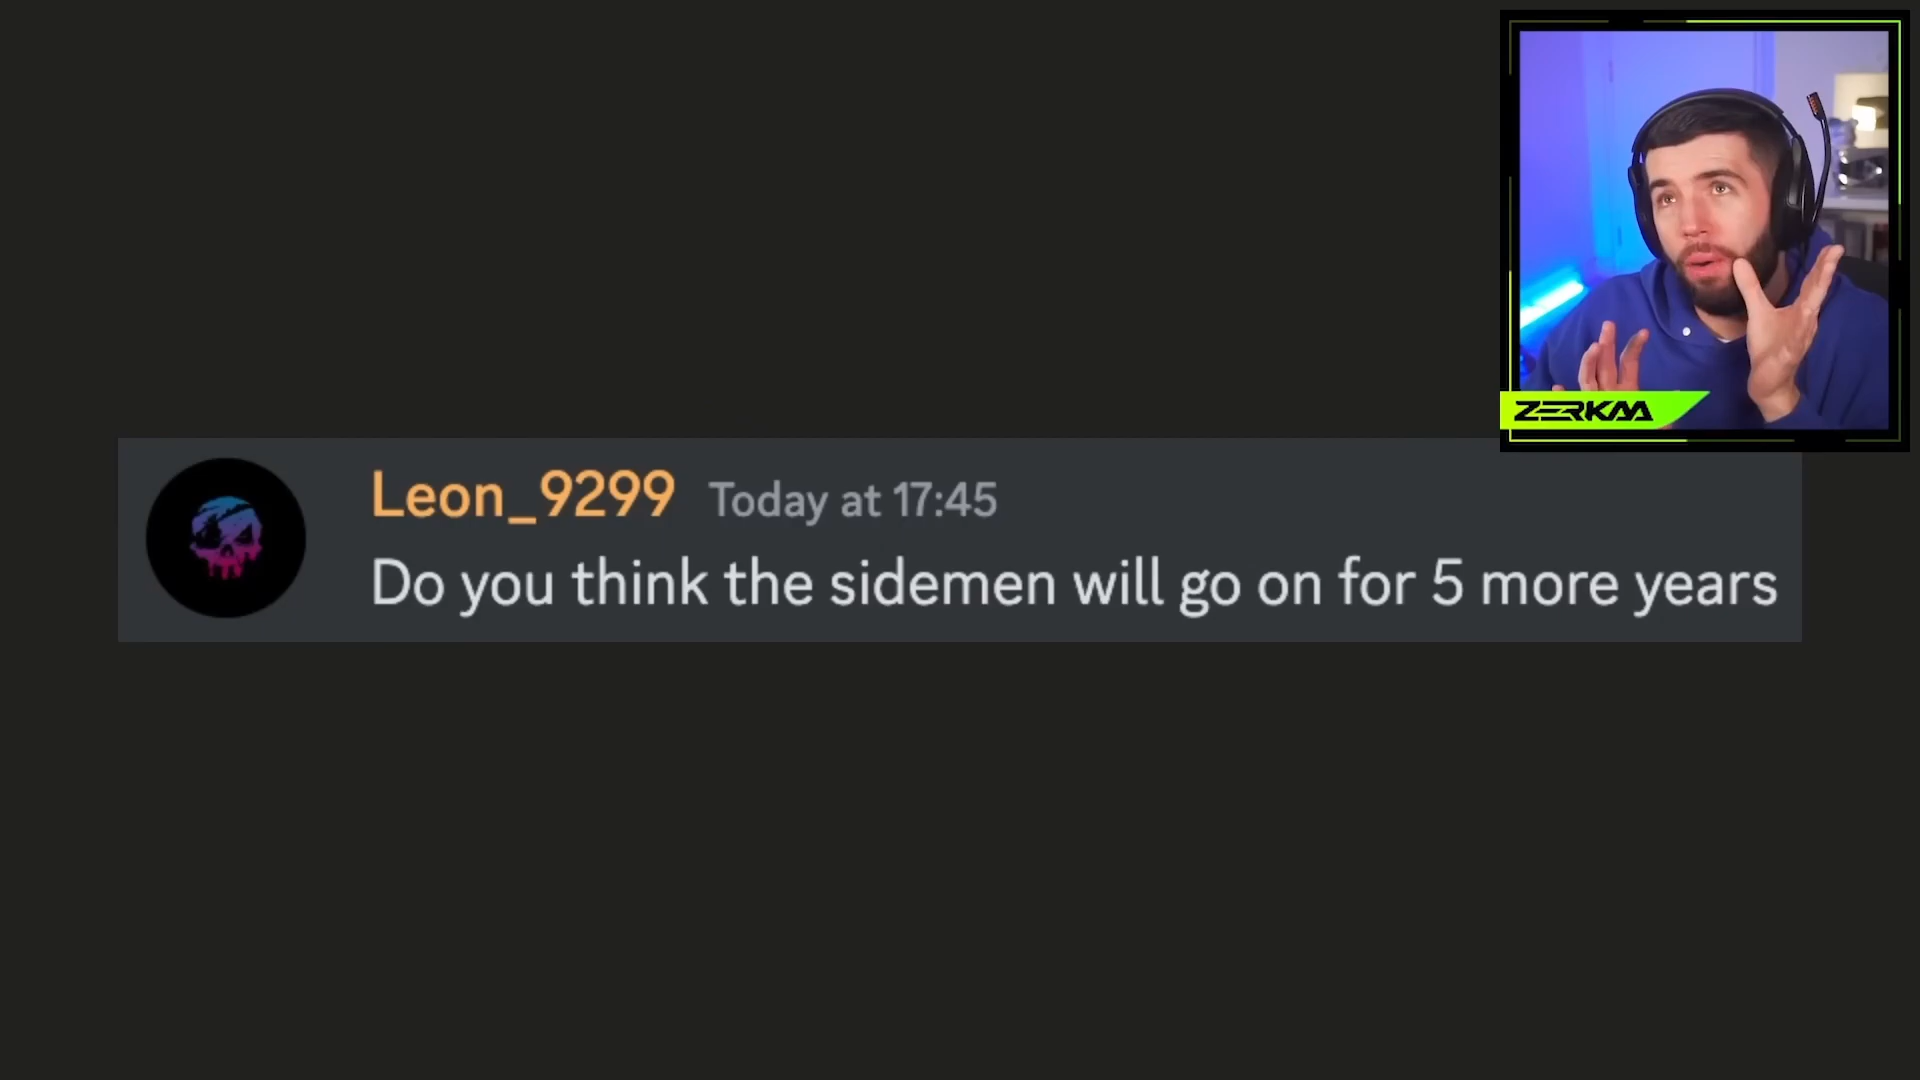 ZERKAA
Leon_9299 Today at 17:45
Do you think the sidemen will go on for 5 more years